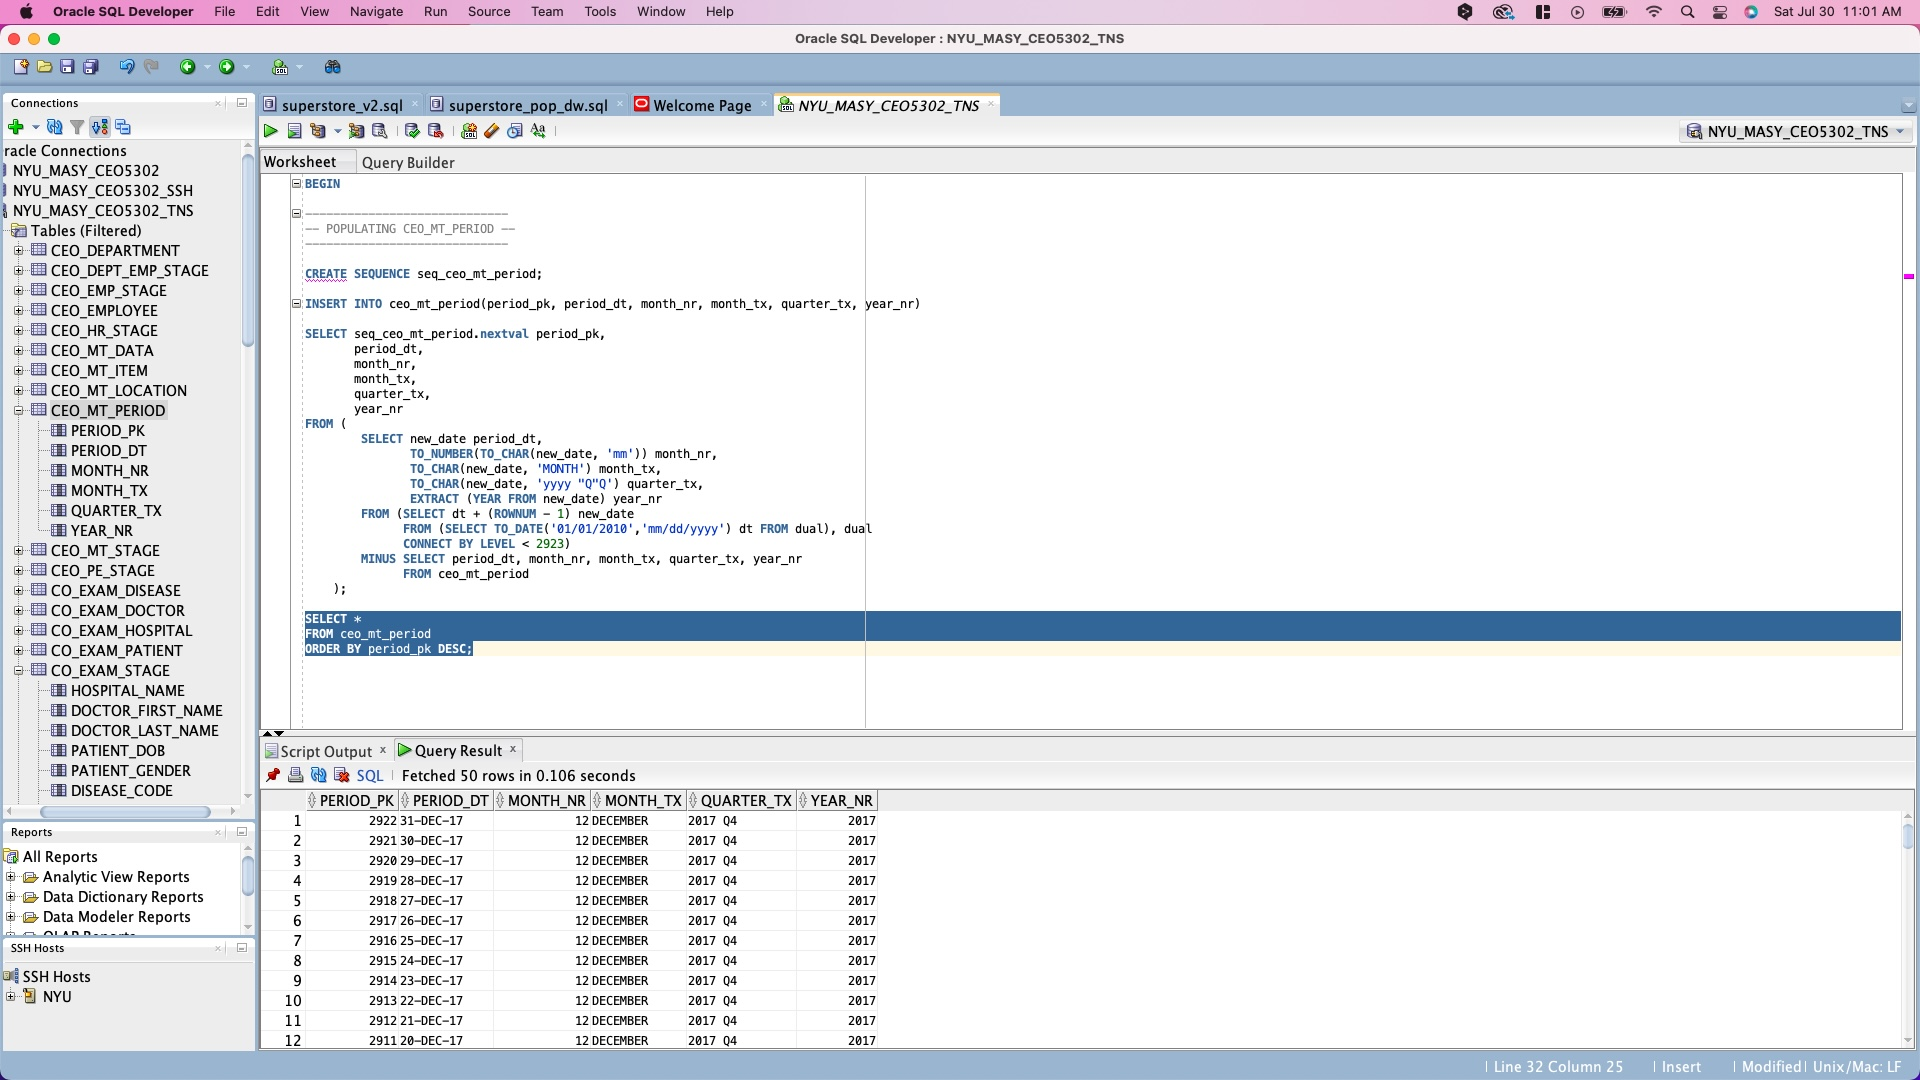 Oracle SQL Developer File Edit View Navigate Run Source Team Tools Window Help Sat Jul 30 11:01 AM
Oracle SQL Developer : NYU_MASY_CEO5302_TNS
Connections
racle Connections
NYU_MASY_CEO5302
NYU_MASY_CEO5302_SSH
NYU_MASY_CEO5302_TNS
Tables (Filtered)
CEO_DEPARTMENT
CEO_DEPT_EMP_STAGE
CEO_EMP_STAGE
CEO_EMPLOYEE
CEO_HR_STAGE
CEO_MT_DATA
CEO_MT_ITEM
CEO_MT_LOCATION
CEO_MT_PERIOD
PERIOD_PK
PERIOD_DT
MONTH_NR
MONTH_TX
QUARTER_TX
YEAR_NR
CEO_MT_STAGE
CEO_PE_STAGE
CO_EXAM_DISEASE
CO_EXAM_DOCTOR
CO_EXAM_HOSPITAL
CO_EXAM_PATIENT
CO_EXAM_STAGE
HOSPITAL_NAME
DOCTOR_FIRST_NAME
DOCTOR_LAST_NAME
PATIENT_DOB
PATIENT_GENDER
DISEASE_CODE
Reports
All Reports
Analytic View Reports
Data Dictionary Reports
Data Modeler Reports
SSH Hosts
SSH Hosts
NYU
superstore_v2.sql superstore_pop_dw.sql Welcome Page NYU_MASY_CEO5302_TNS
NYU_MASY_CEO5302_TNS
Worksheet Query Builder
BEGIN
-----------------------------
-- POPULATING CEO_MT_PERIOD --
-----------------------------
CREATE SEQUENCE seq_ceo_mt_period;
INSERT INTO ceo_mt_period(period_pk, period_dt, month_nr, month_tx, quarter_tx, year_nr)
SELECT seq_ceo_mt_period.nextval period_pk,
period_dt,
month_nr,
month_tx,
quarter_tx,
year_nr
FROM (
SELECT new_date period_dt,
TO_NUMBER(TO_CHAR(new_date, 'mm')) month_nr,
TO_CHAR(new_date, 'MONTH') month_tx,
TO_CHAR(new_date, 'yyyy "Q"Q') quarter_tx,
EXTRACT (YEAR FROM new_date) year_nr
FROM (SELECT dt + (ROWNUM - 1) new_date
FROM (SELECT TO_DATE('01/01/2010','mm/dd/yyyy') dt FROM dual), dual
CONNECT BY LEVEL < 2923)
MINUS SELECT period_dt, month_nr, month_tx, quarter_tx, year_nr
FROM ceo_mt_period
);
SELECT *
FROM ceo_mt_period
ORDER BY period_pk DESC;
Script Output Query Result
SQL Fetched 50 rows in 0.106 seconds
PERIOD_PK PERIOD_DT MONTH_NR MONTH_TX QUARTER_TX YEAR_NR
1 2922 31-DEC-17 12 DECEMBER 2017 Q4 2017
2 2921 30-DEC-17 12 DECEMBER 2017 Q4 2017
3 2920 29-DEC-17 12 DECEMBER 2017 Q4 2017
4 2919 28-DEC-17 12 DECEMBER 2017 Q4 2017
5 2918 27-DEC-17 12 DECEMBER 2017 Q4 2017
6 2917 26-DEC-17 12 DECEMBER 2017 Q4 2017
7 2916 25-DEC-17 12 DECEMBER 2017 Q4 2017
8 2915 24-DEC-17 12 DECEMBER 2017 Q4 2017
9 2914 23-DEC-17 12 DECEMBER 2017 Q4 2017
10 2913 22-DEC-17 12 DECEMBER 2017 Q4 2017
11 2912 21-DEC-17 12 DECEMBER 2017 Q4 2017
12 2911 20-DEC-17 12 DECEMBER 2017 Q4 2017
Line 32 Column 25 Insert Modified Unix/Mac: LF